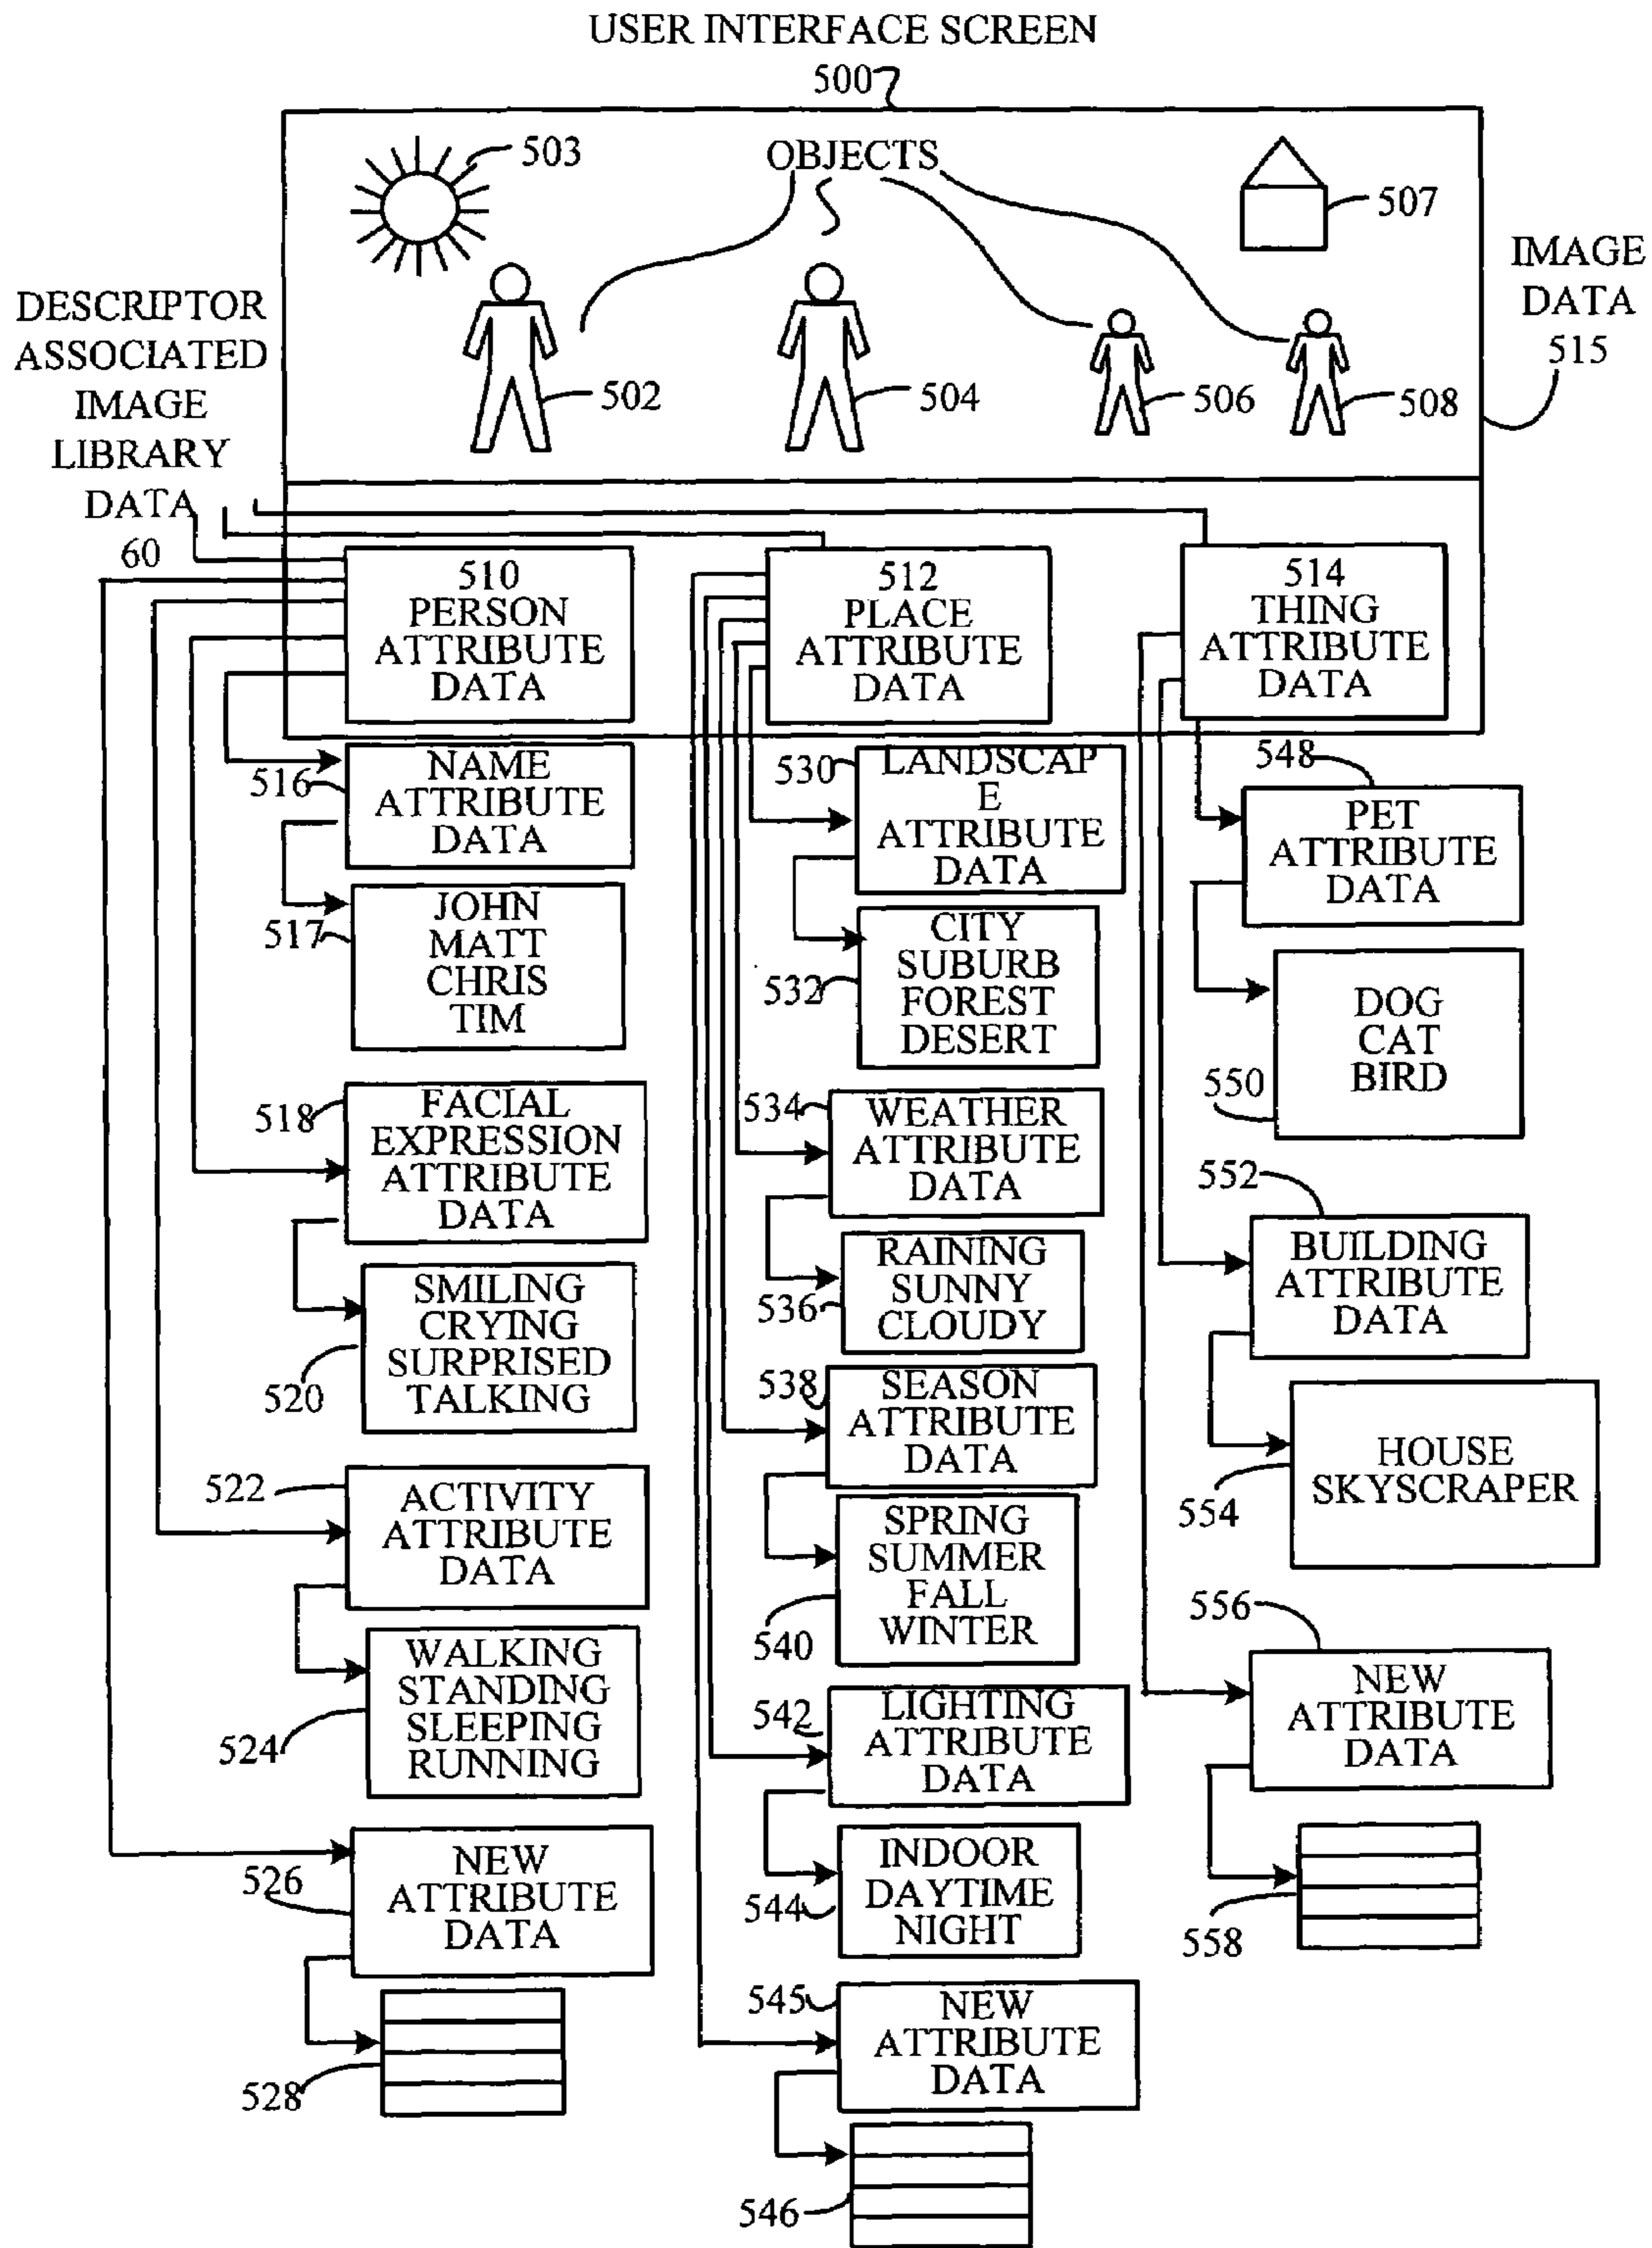 USER INTERFACE SCREEN
500
503
OBJECTS
507
IMAGE
DATA
515
DESCRIPTOR
ASSOCIATED
IMAGE
LIBRARY
DATA
60
502
504
506
508
510
PERSON
ATTRIBUTE
DATA
512
PLACE
ATTRIBUTE
DATA
514
THING
ATTRIBUTE
DATA
516
NAME
ATTRIBUTE
DATA
517
JOHN
MATT
CHRIS
TIM
518
FACIAL
EXPRESSION
ATTRIBUTE
DATA
520
SMILING
CRYING
SURPRISED
TALKING
522
ACTIVITY
ATTRIBUTE
DATA
524
WALKING
STANDING
SLEEPING
RUNNING
526
NEW
ATTRIBUTE
DATA
528
530
LANDSCAP
E
ATTRIBUTE
DATA
532
CITY
SUBURB
FOREST
DESERT
534
WEATHER
ATTRIBUTE
DATA
536
RAINING
SUNNY
CLOUDY
538
SEASON
ATTRIBUTE
DATA
540
SPRING
SUMMER
FALL
WINTER
542
LIGHTING
ATTRIBUTE
DATA
544
INDOOR
DAYTIME
NIGHT
545
NEW
ATTRIBUTE
DATA
546
548
PET
ATTRIBUTE
DATA
550
DOG
CAT
BIRD
552
BUILDING
ATTRIBUTE
DATA
554
HOUSE
SKYSCRAPER
556
NEW
ATTRIBUTE
DATA
558